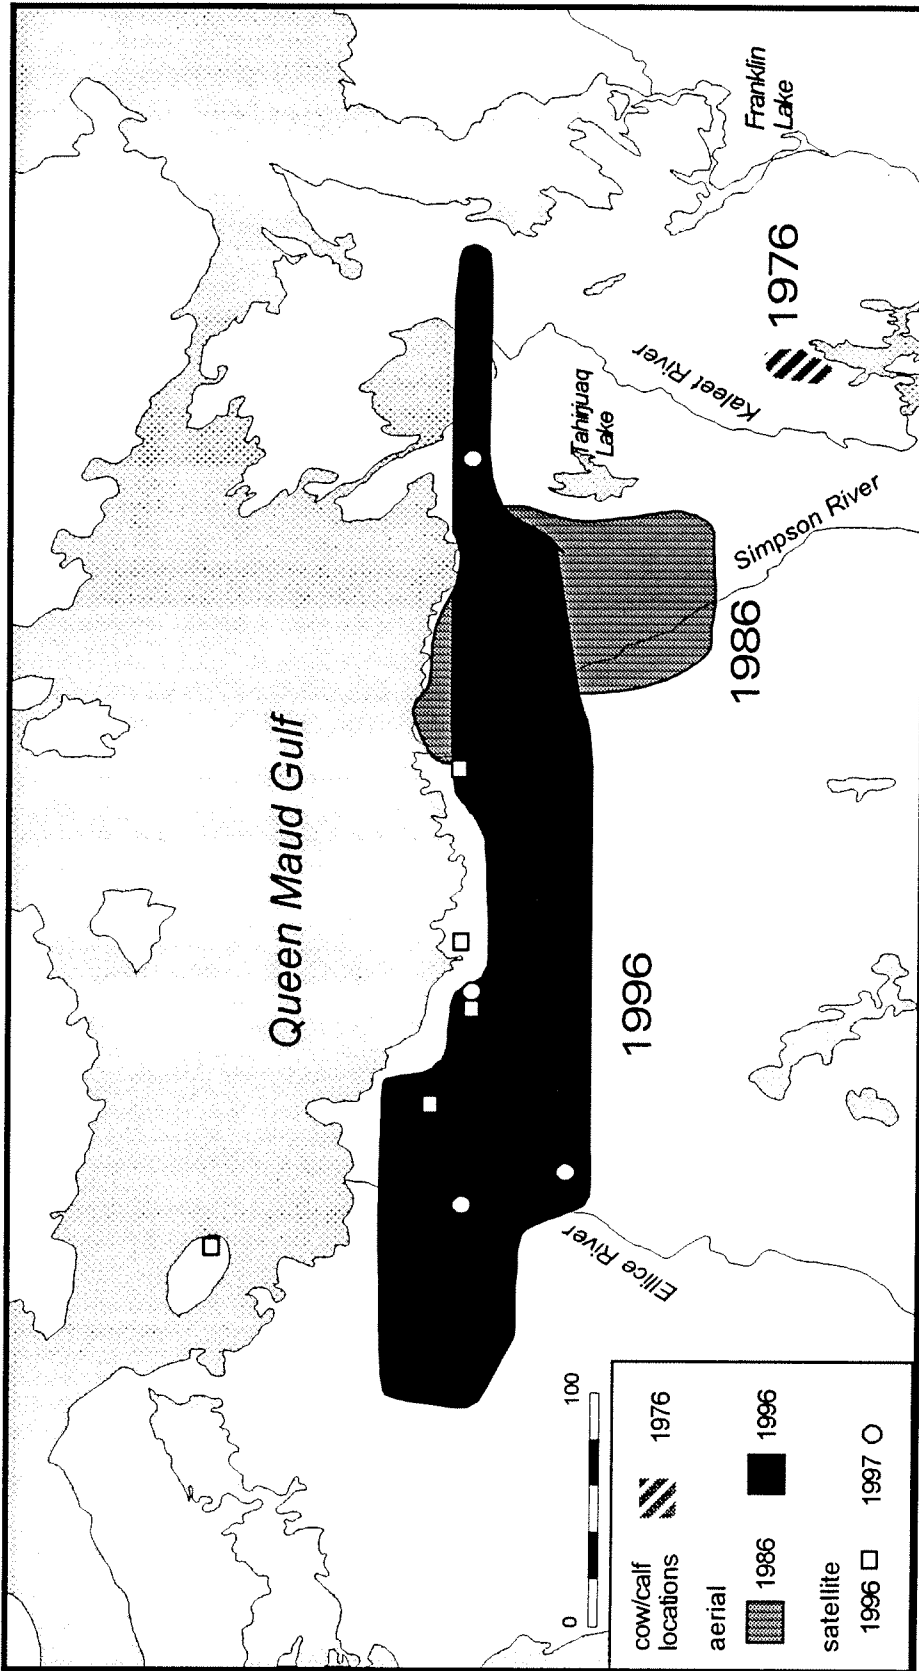 Queen Maud Gulf
Franklin
Lake
1976
Kaleet River
Tahirjuaq
Lake
Simpson River
1986
1996
Ellice River
0
100
cow/calf
locations
1976
aerial
1986
1996
satellite
1996
1997